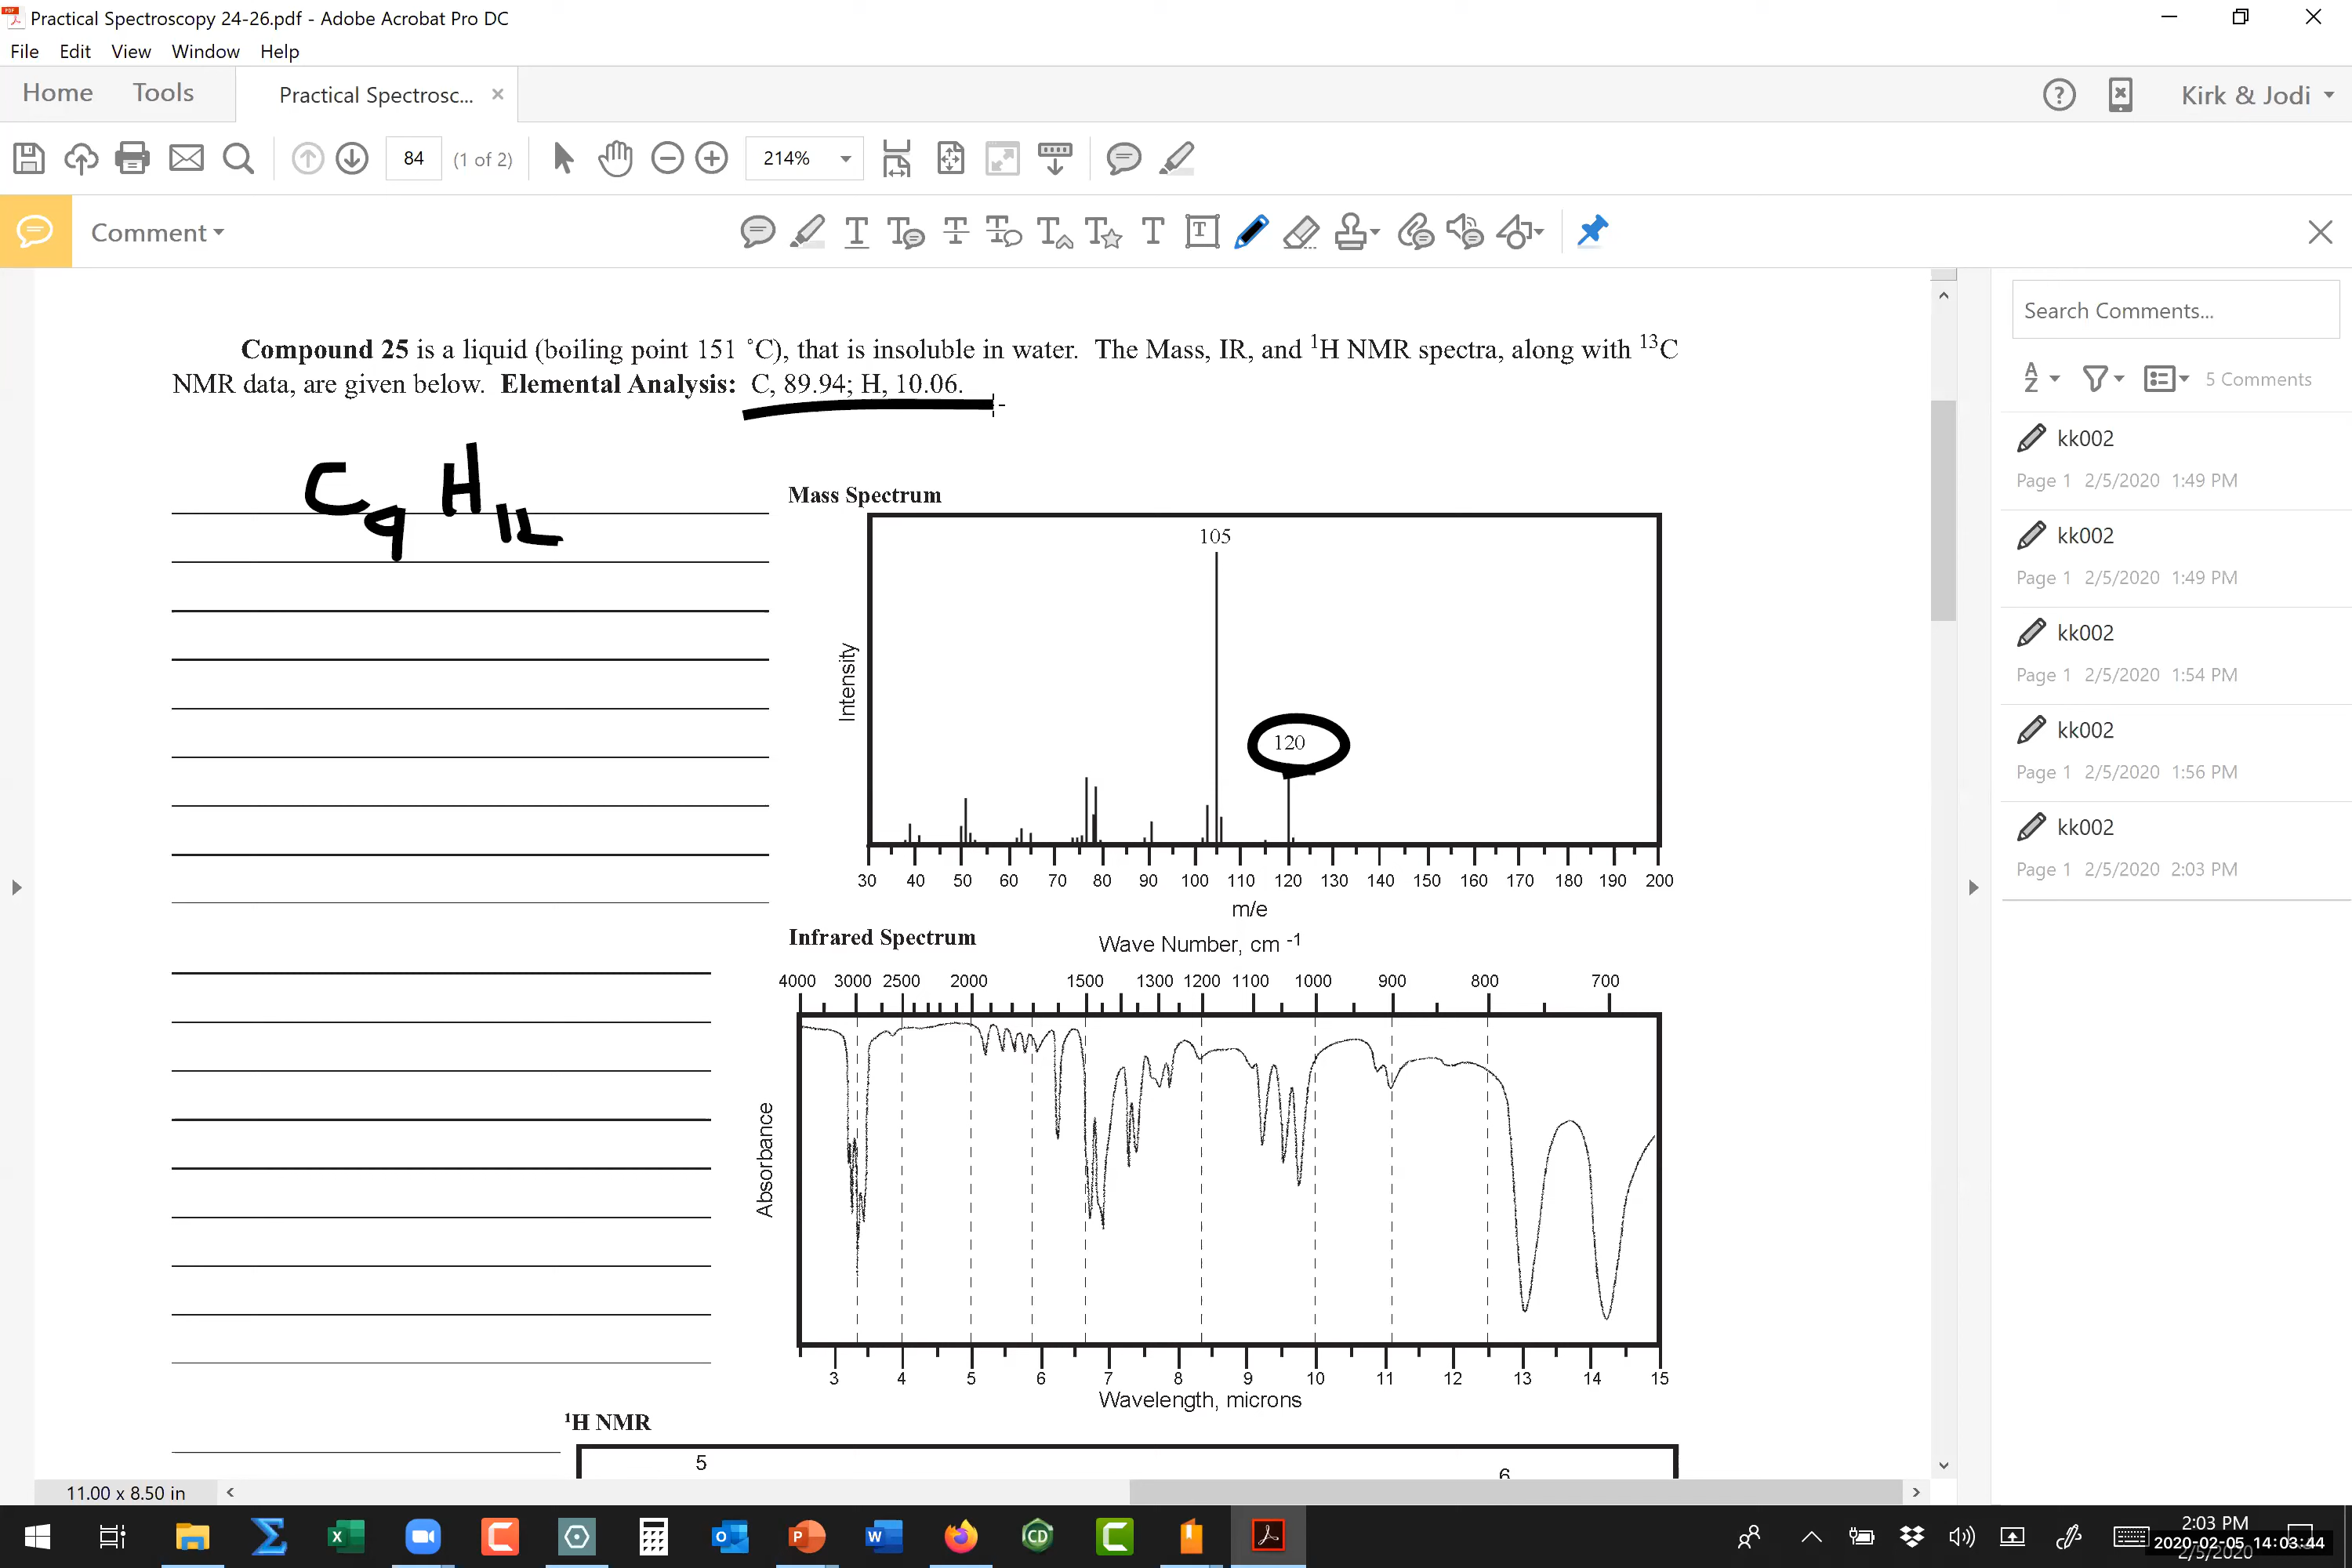 Practical Spectroscopy 24-26.pdf - Adobe Acrobat Pro DC
File Edit View Window Help
Home Tools Practical Spectrosc... × Kirk & Jodi
84 (1 of 2) 214%
Comment
Search Comments...
5 Comments
kk002
Page 1 2/5/2020 1:49 PM
kk002
Page 1 2/5/2020 1:49 PM
kk002
Page 1 2/5/2020 1:54 PM
kk002
Page 1 2/5/2020 1:56 PM
kk002
Page 1 2/5/2020 2:03 PM
Compound 25 is a liquid (boiling point 151 °C), that is insoluble in water. The Mass, IR, and ¹H NMR spectra, along with ¹³C
NMR data, are given below. Elemental Analysis: C, 89.94; H, 10.06.
C₉H₁₂
Mass Spectrum
105
120
Intensity
30 40 50 60 70 80 90 100 110 120 130 140 150 160 170 180 190 200
m/e
Infrared Spectrum
Wave Number, cm ⁻¹
4000 3000 2500 2000 1500 1300 1200 1100 1000 900 800 700
Absorbance
3 4 5 6 7 8 9 10 11 12 13 14 15
Wavelength, microns
¹H NMR
5 6
11.00 x 8.50 in
2:03 PM
2/5/2020
2020-02-05 14:03:44